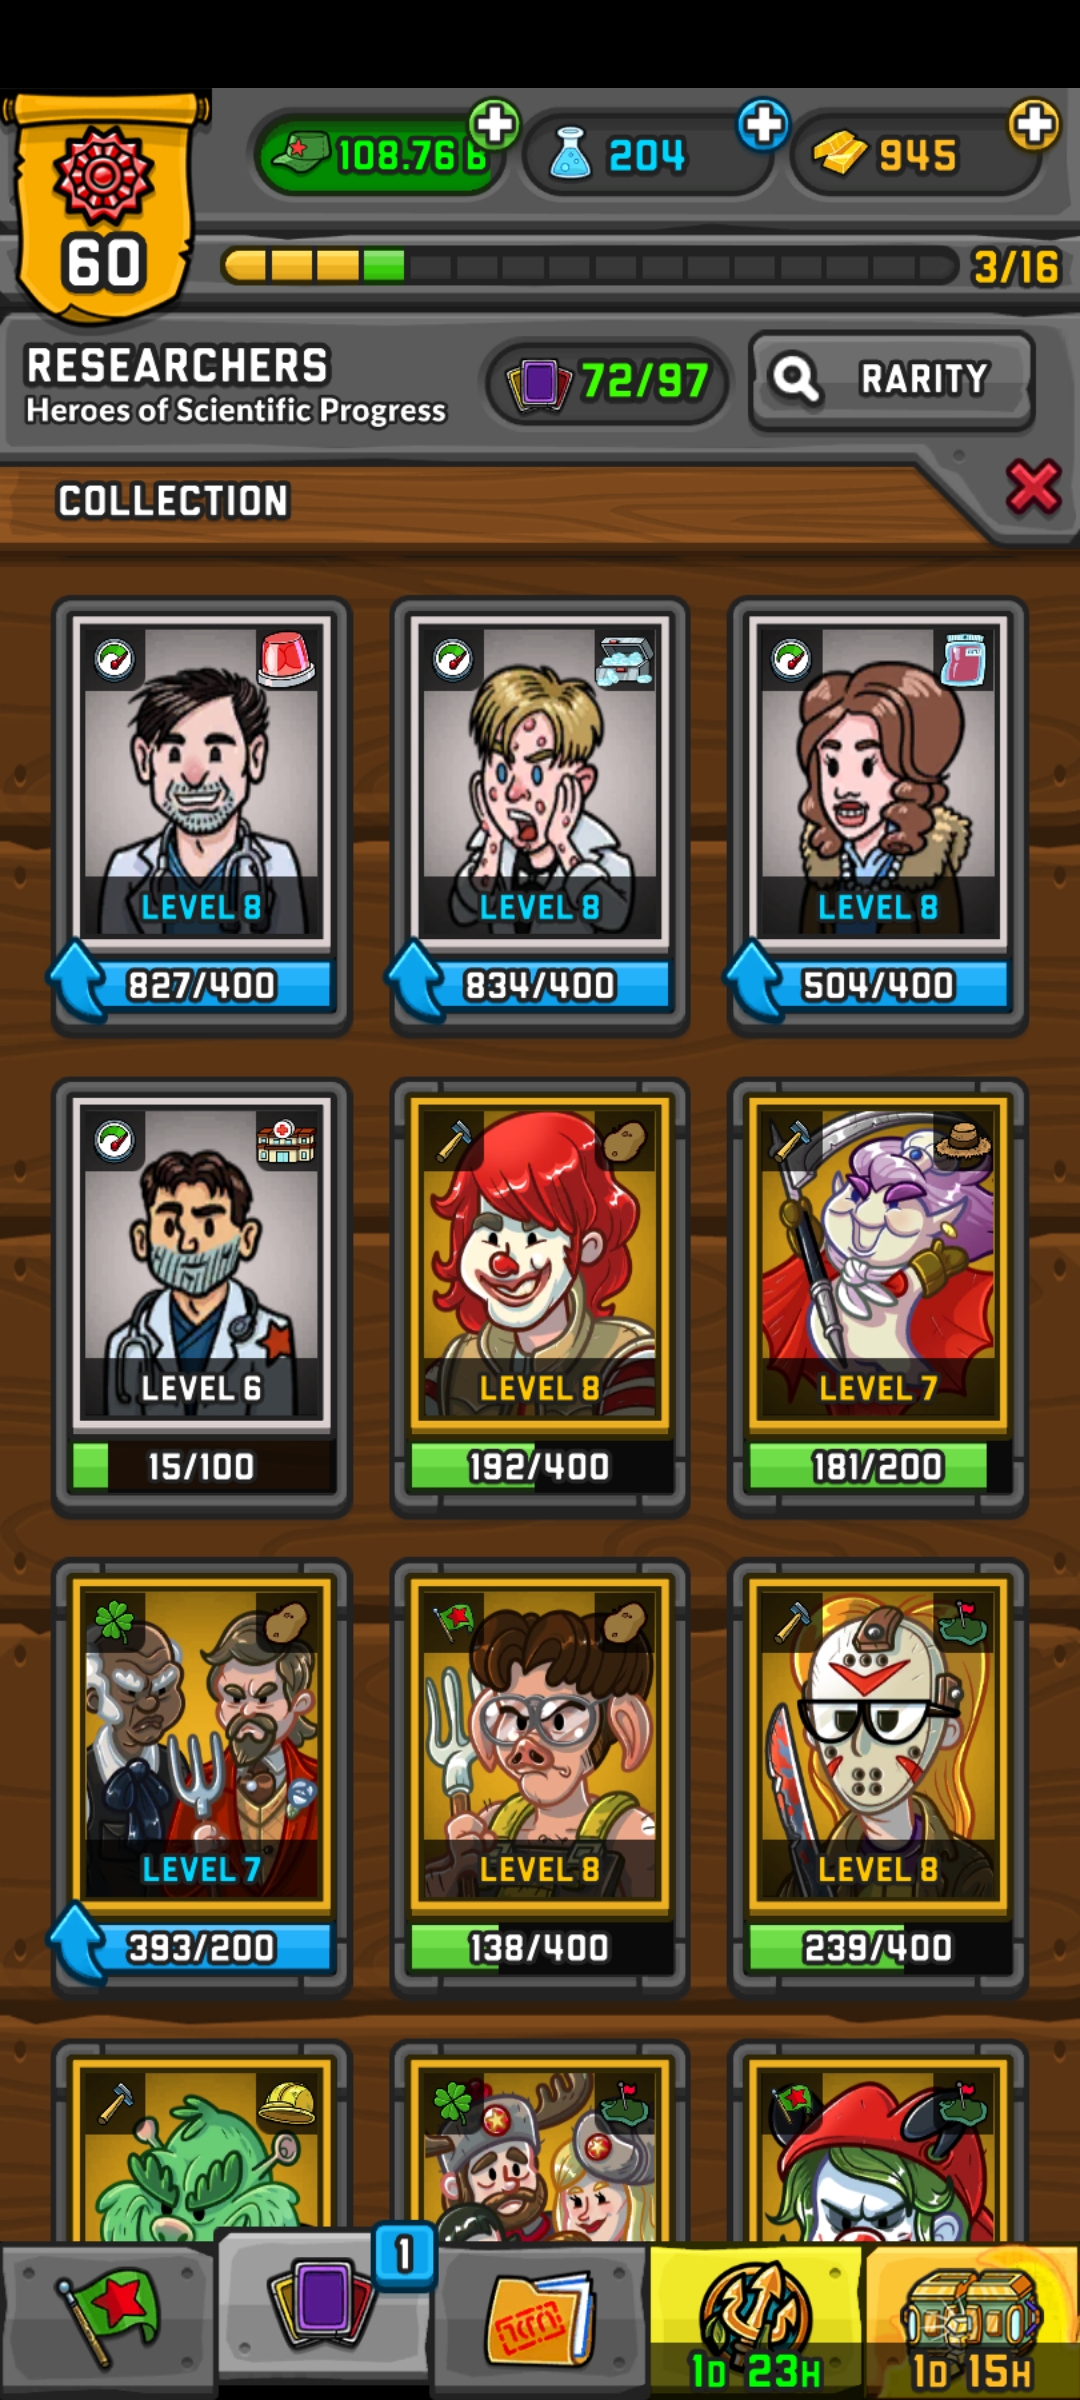 108.76 B
204
945
60
3/16
RESEARCHERS
Heroes of Scientific Progress
72/97
RARITY
COLLECTION
LEVEL 8
LEVEL 8
LEVEL 8
827/400
834/400
504/400
LEVEL 6
LEVEL 8
LEVEL 7
15/100
192/400
181/200
LEVEL 7
LEVEL 8
LEVEL 8
393/200
138/400
239/400
1
1D 23H
1D 15H